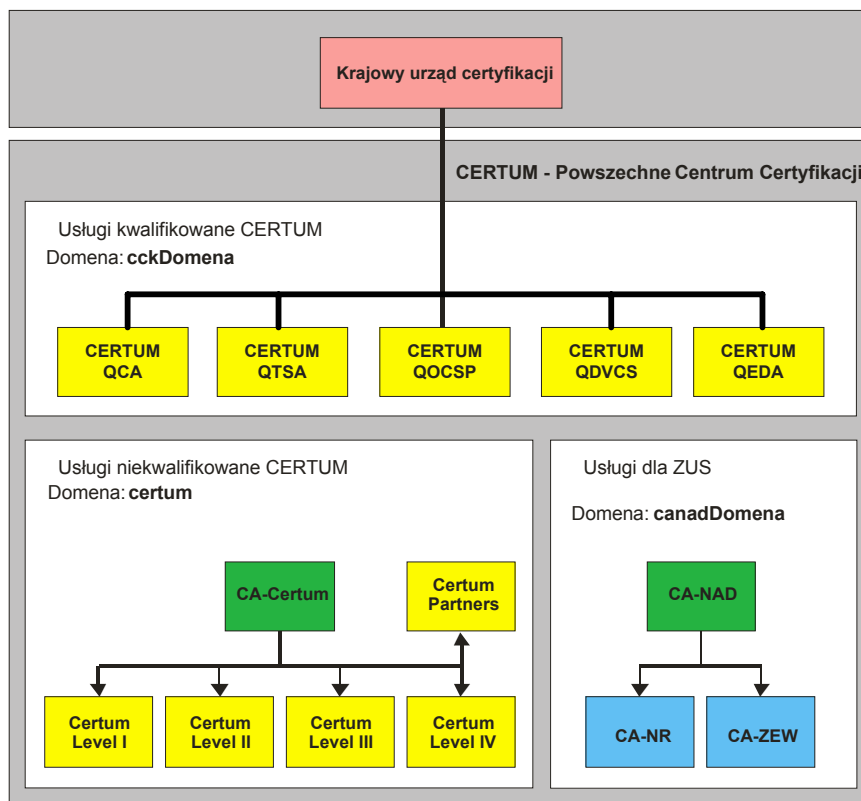 Krajowy urząd certyfikacji
CERTUM - Powszechne Centrum Certyfikacji
Usługi kwalifikowane CERTUM
Domena: cckDomena
CERTUM
QCA
CERTUM
QTSA
CERTUM
QOCSP
CERTUM
QDVCS
CERTUM
QEDA
Usługi niekwalifikowane CERTUM
Domena: certum
CA-Certum
Certum
Partners
Certum
Level I
Certum
Level II
Certum
Level III
Certum
Level IV
Usługi dla ZUS
Domena: canadDomena
CA-NAD
CA-NR
CA-ZEW